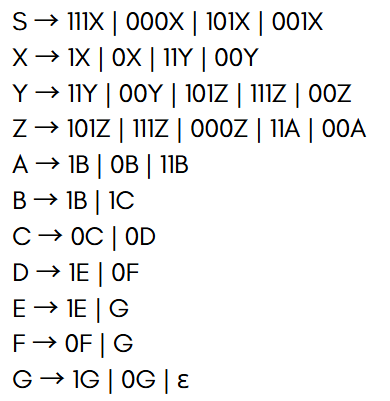 S → 111X | 000X | 101X | 001X
X → 1X | 0X | 11Y | 00Y
Y → 11Y | 00Y | 101Z | 111Z | 00Z
Z → 101Z | 111Z | 000Z | 11A | 00A
A → 1B | 0B | 11B
B → 1B | 1C
C → 0C | 0D
D → 1E | 0F
E → 1E | G
F → 0F | G
G → 1G | 0G | ε